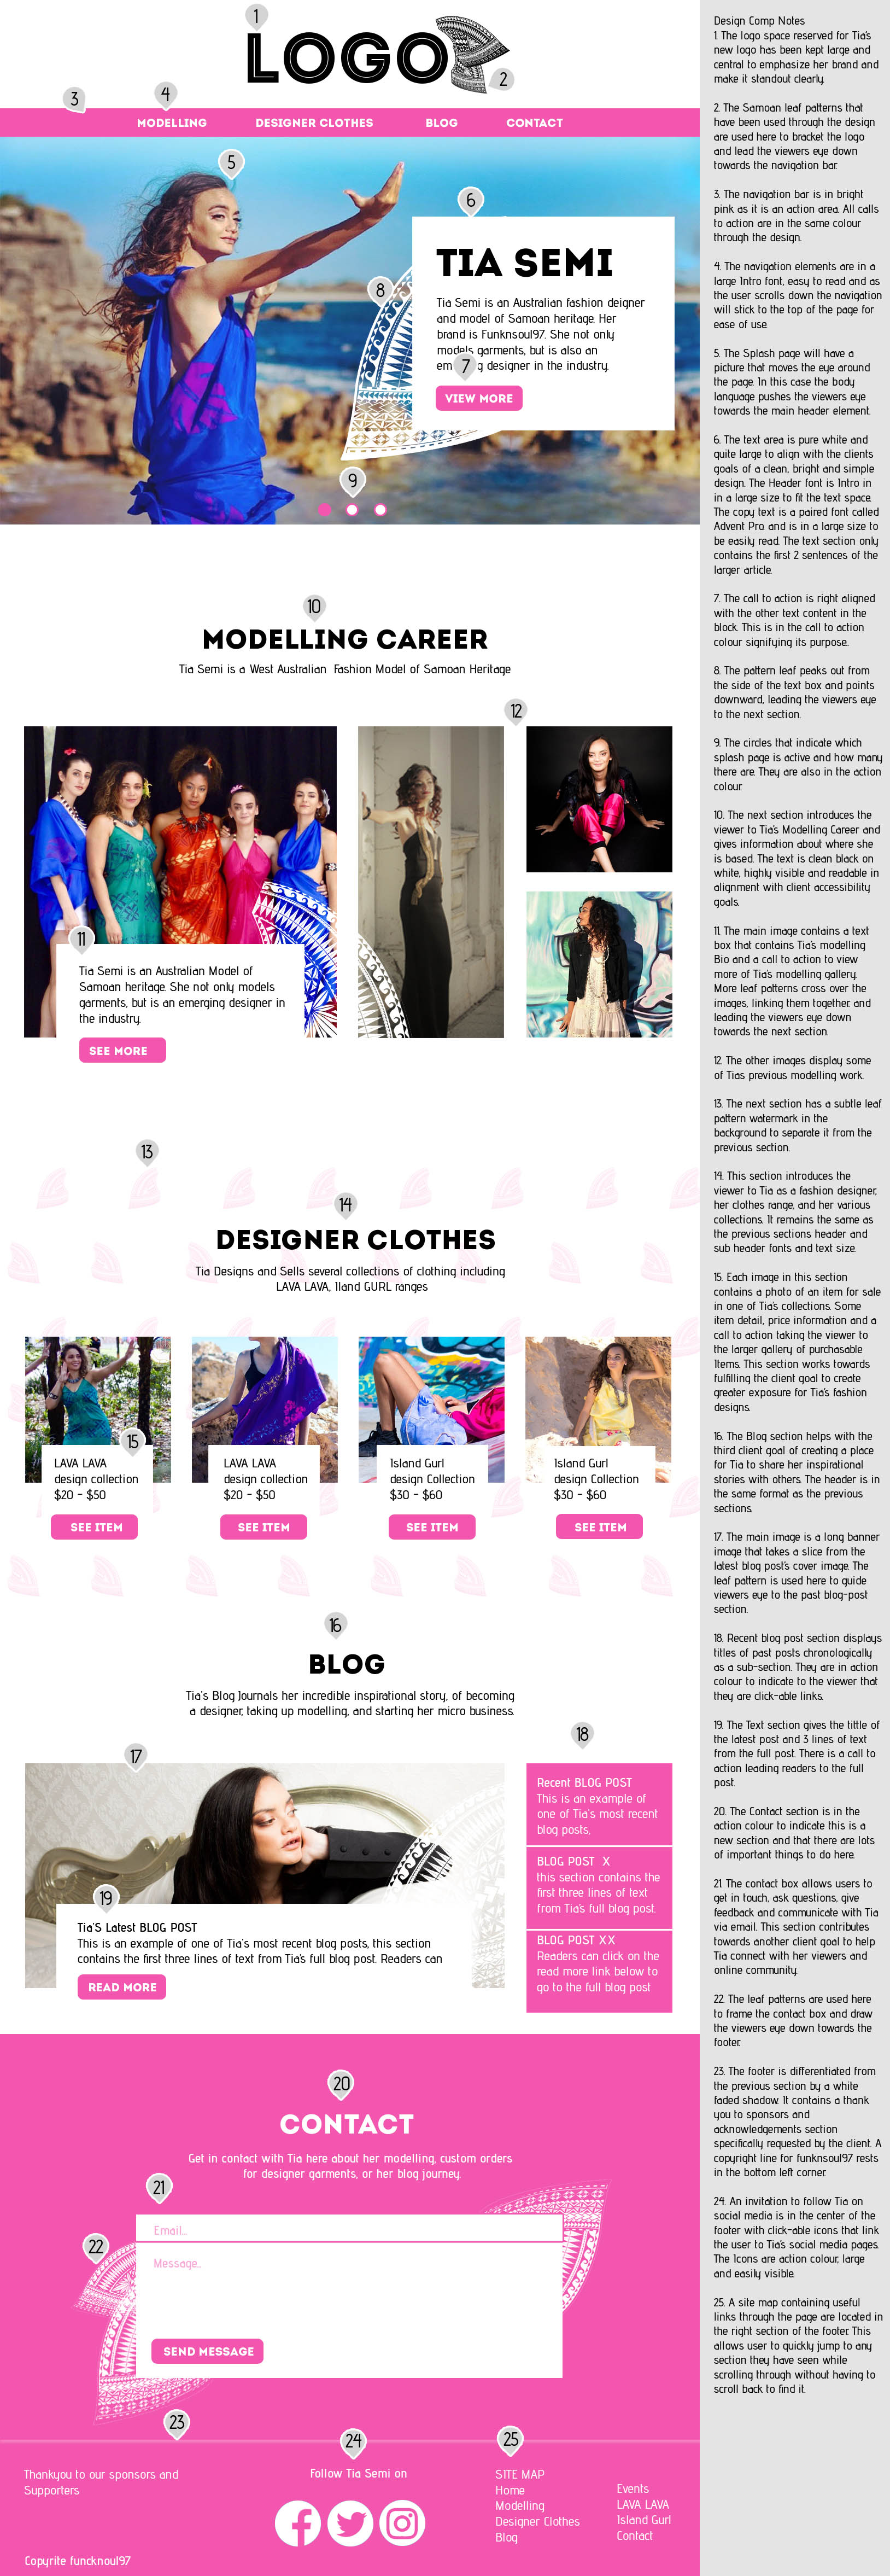 1
LOGO
2
3
4
MODELLING
DESIGNER CLOTHES
BLOG
CONTACT
5
6
TIA SEMI
8
Tia Semi is an Australian fashion deigner
and model of Samoan heritage. Her
brand is Funknsoul97. She not only
models garments, but is also an
em g designer in the industry.
7
VIEW MORE
9
10
MODELLING CAREER
Tia Semi is a West Australian Fashion Model of Samoan Heritage
12
11
Tia Semi is an Australian Model of
Samoan heritage. She not only models
garments, but is an emerging designer in
the industry.
SEE MORE
13
14
DESIGNER CLOTHES
Tia Designs and Sells several collections of clothing including
LAVA LAVA, Iland GURL ranges
15
LAVA LAVA
design collection
$20 - $50
SEE ITEM
LAVA LAVA
design collection
$20 - $50
SEE ITEM
Island Gurl
design Collection
$30 - $60
SEE ITEM
Island Gurl
design Collection
$30 - $60
SEE ITEM
16
BLOG
Tia's Blog Journals her incredible inspirational story, of becoming
a designer, taking up modelling, and starting her micro business.
17
18
Recent BLOG POST
This is an example of
one of Tia's most recent
blog posts,
BLOG POST X
this section contains the
first three lines of text
from Tia's full blog post.
BLOG POST XX
Readers can click on the
read more link below to
go to the full blog post
19
Tia'S Latest BLOG POST
This is an example of one of Tia's most recent blog posts, this section
contains the first three lines of text from Tia's full blog post. Readers can
READ MORE
20
CONTACT
Get in contact with Tia here about her modelling, custom orders
for designer garments, or her blog journey.
21
Email...
22
Message...
SEND MESSAGE
23
24
25
Thankyou to our sponsors and
Supporters
Copyrite funcknoul97
Follow Tia Semi on
SITE MAP
Home
Modelling
Designer Clothes
Blog
Events
LAVA LAVA
Island Gurl
Contact
Design Comp Notes
1. The logo space reserved for Tia's
new logo has been kept large and
central to emphasize her brand and
make it standout clearly.
2. The Samoan leaf patterns that
have been used through the design
are used here to bracket the logo
and lead the viewers eye down
towards the navigation bar.
3. The navigation bar is in bright
pink as it is an action area. All calls
to action are in the same colour
through the design.
4. The navigation elements are in a
large Intro font, easy to read and as
the user scrolls down the navigation
will stick to the top of the page for
ease of use.
5. The Splash page will have a
picture that moves the eye around
the page. In this case the body
language pushes the viewers eye
towards the main header element.
6. The text area is pure white and
quite large to align with the clients
goals of a clean, bright and simple
design. The Header font is Intro in
in a large size to fit the text space.
The copy text is a paired font called
Advent Pro. and is in a large size to
be easily read. The text section only
contains the first 2 sentences of the
larger article.
7. The call to action is right aligned
with the other text content in the
block. This is in the call to action
colour signifying its purpose..
8. The pattern leaf peaks out from
the side of the text box and points
downward, leading the viewers eye
to the next section.
9. The circles that indicate which
splash page is active and how many
there are. They are also in the action
colour.
10. The next section introduces the
viewer to Tia's Modelling Career and
gives information about where she
is based. The text is clean black on
white, highly visible and readable in
alignment with client accessibility
goals.
11. The main image contains a text
box that contains Tia's modelling
Bio and a call to action to view
more of Tia's modelling gallery.
More leaf patterns cross over the
images, linking them together. and
leading the viewers eye down
towards the next section.
12. The other images display some
of Tias previous modelling work.
13. The next section has a subtle leaf
pattern watermark in the
background to separate it from the
previous section.
14. This section introduces the
viewer to Tia as a fashion designer,
her clothes range, and her various
collections. It remains the same as
the previous sections header and
sub header fonts and text size.
15. Each image in this section
contains a photo of an item for sale
in one of Tia's collections. Some
item detail, price information and a
call to action taking the viewer to
the larger gallery of purchasable
Items. This section works towards
fulfilling the client goal to create
greater exposure for Tia's fashion
designs.
16. The Blog section helps with the
third client goal of creating a place
for Tia to share her inspirational
stories with others. The header is in
the same format as the previous
sections.
17. The main image is a long banner
image that takes a slice from the
latest blog post's cover image. The
leaf pattern is used here to guide
viewers eye to the past blog-post
section.
18. Recent blog post section displays
titles of past posts chronologically
as a sub-section. They are in action
colour to indicate to the viewer that
they are click-able links.
19. The Text section gives the tittle of
the latest post and 3 lines of text
from the full post. There is a call to
action leading readers to the full
post.
20. The Contact section is in the
action colour to indicate this is a
new section and that there are lots
of important things to do here.
21. The contact box allows users to
get in touch, ask questions, give
feedback and communicate with Tia
via email. This section contributes
towards another client goal to help
Tia connect with her viewers and
online community.
22. The leaf patterns are used here
to frame the contact box and draw
the viewers eye down towards the
footer.
23. The footer is differentiated from
the previous section by a white
faded shadow. It contains a thank
you to sponsors and
acknowledgements section
specifically requested by the client. A
copyright line for funknsoul97 rests
in the bottom left corner.
24. An invitation to follow Tia on
social media is in the center of the
footer with click-able icons that link
the user to Tia's social media pages.
The Icons are action colour, large
and easily visible.
25. A site map containing useful
links through the page are located in
the right section of the footer. This
allows user to quickly jump to any
section they have seen while
scrolling through without having to
scroll back to find it.